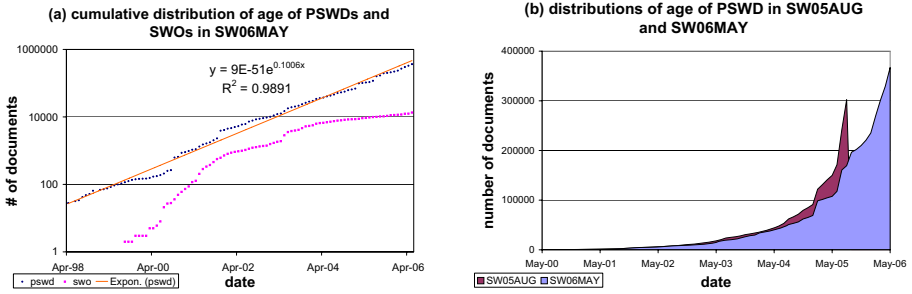 (a) cumulative distribution of age of PSWDs and
SWOs in SW06MAY
# of documents
1000000
10000
100
1
y = 9E-51e^0.1006x
R² = 0.9891
Apr-98 Apr-00 Apr-02 Apr-04 Apr-06
date
pswd swo Expon. (pswd)
(b) distributions of age of PSWD in SW05AUG
and SW06MAY
number of documents
400000
300000
200000
100000
0
May-00 May-01 May-02 May-03 May-04 May-05 May-06
date
SW05AUG SW06MAY